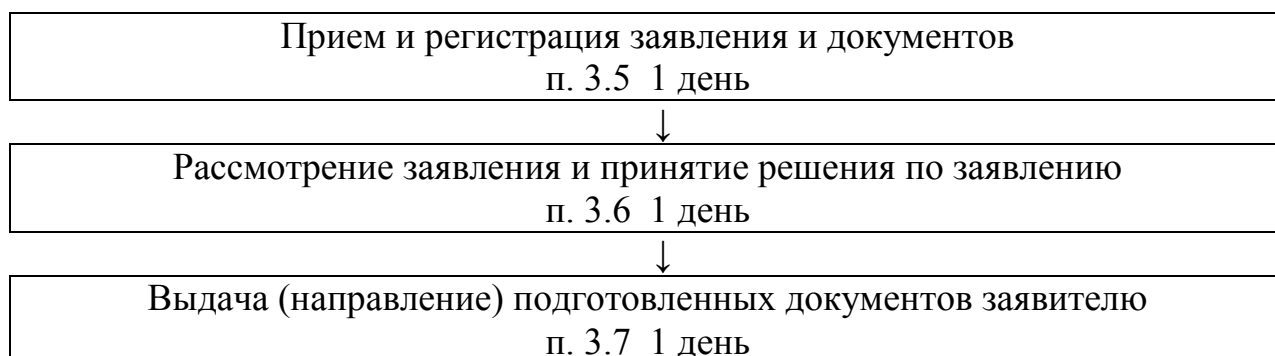 Прием и регистрация заявления и документов
п. 3.5  1 день
↓
Рассмотрение заявления и принятие решения по заявлению
п. 3.6  1 день
↓
Выдача (направление) подготовленных документов заявителю
п. 3.7  1 день